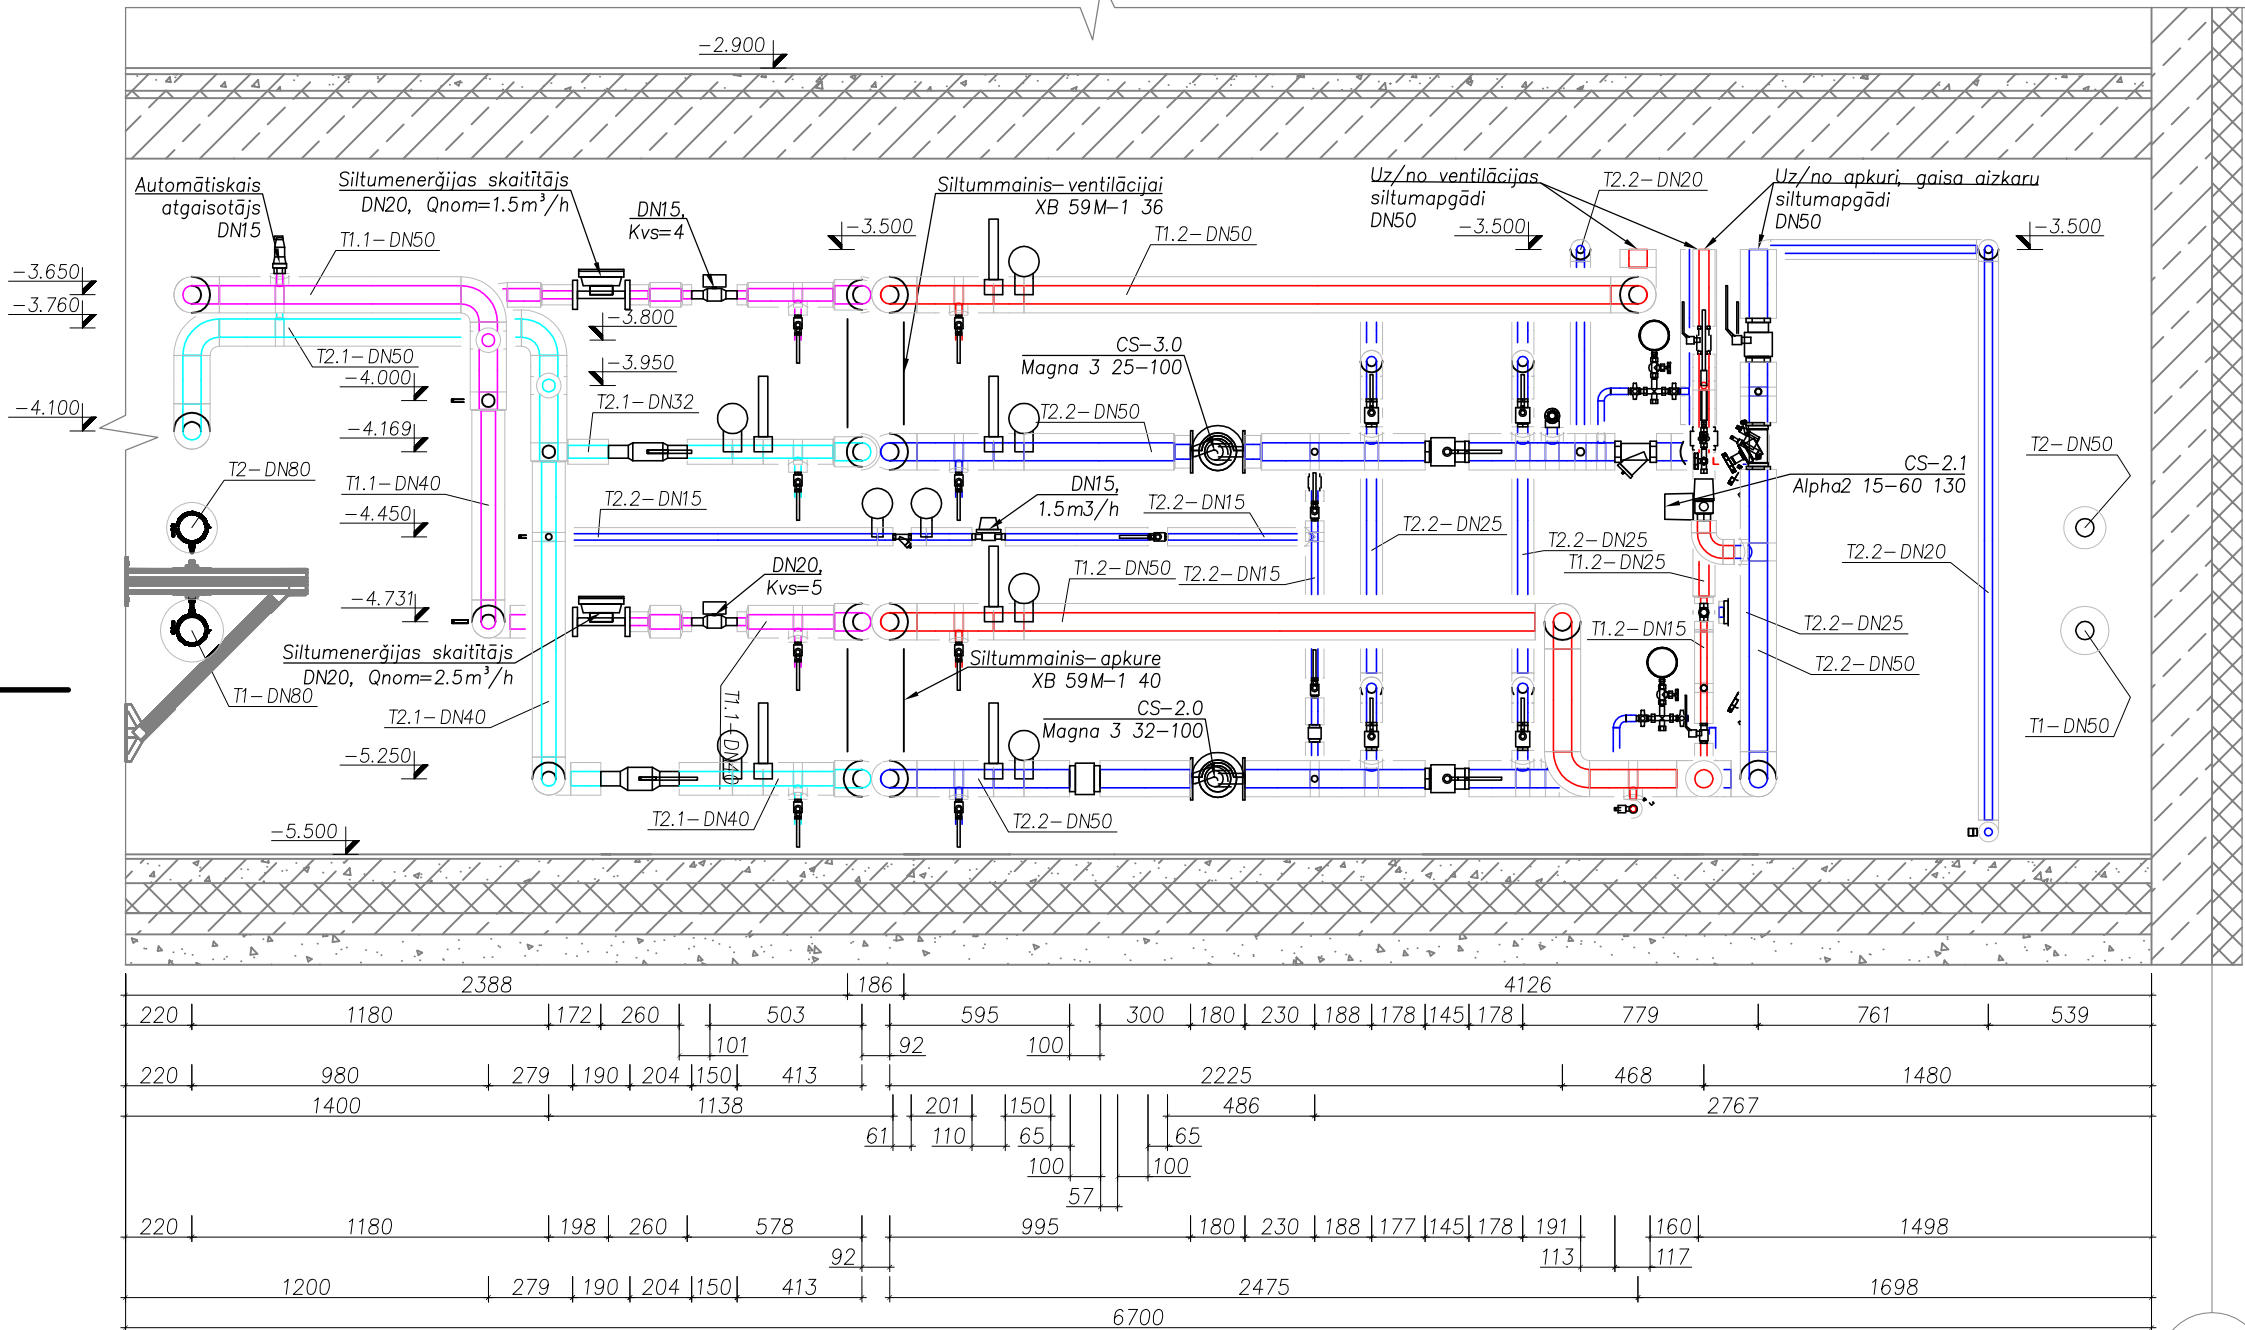 -2.900
Automātiskais
atgaisotājs
DN15
Siltumenerģijas skaitītājs
DN20, Qnom=1.5m³/h
T1.1-DN50
DN15,
Kvs=4
-3.500
Siltummainis-ventilācijai
XB 59M-1 36
T1.2-DN50
Uz/no ventilācijas
siltumapgādi
DN50
-3.500
T2.2-DN20
Uz/no apkuri, gaisa aizkaru
siltumapgādi
DN50
-3.500
-3.650
-3.760
-3.800
T2.1-DN50
-3.950
-4.000
CS-3.0
Magna 3 25-100
-4.100
T2.1-DN32
T2.2-DN50
-4.169
T2-DN80
T1.1-DN40
T2.2-DN15
-4.450
DN15,
1.5m3/h
T2.2-DN15
T2.2-DN25
T2.2-DN25
T1.2-DN25
CS-2.1
Alpha2 15-60 130
T2-DN50
T2.2-DN20
DN20,
Kvs=5
T1.2-DN50
T2.2-DN15
-4.731
T1.2-DN15
T2.2-DN25
T2.2-DN50
Siltumenerģijas skaitītājs
DN20, Qnom=2.5m³/h
T1-DN80
T2.1-DN40
T1.1-DN40
Siltummainis-apkure
XB 59M-1 40
CS-2.0
Magna 3 32-100
T1-DN50
-5.250
T2.1-DN40
T2.2-DN50
-5.500
2388 186 4126
220 1180 172 260 503 595 300 180 230 188 178 145 178 779 761 539
101 92 100
220 980 279 190 204 150 413 2225 468 1480
1400 1138 201 150 486 2767
61 110 65 65
100 100
57
220 1180 198 260 578 995 180 230 188 177 145 178 191 160 1498
92 113 117
1200 279 190 204 150 413 2475 1698
6700